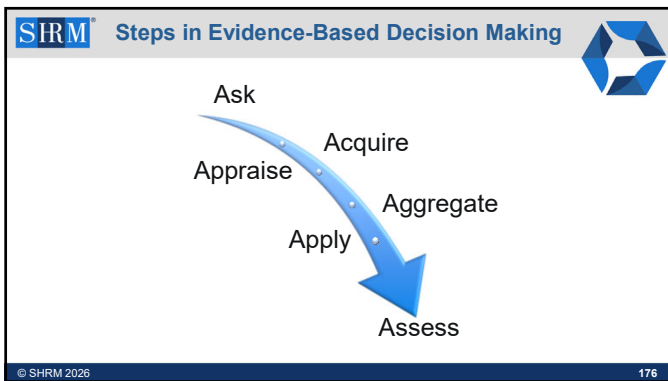 SHRM® Steps in Evidence-Based Decision Making
Ask
Acquire
Appraise
Aggregate
Apply
Assess
© SHRM 2026 176